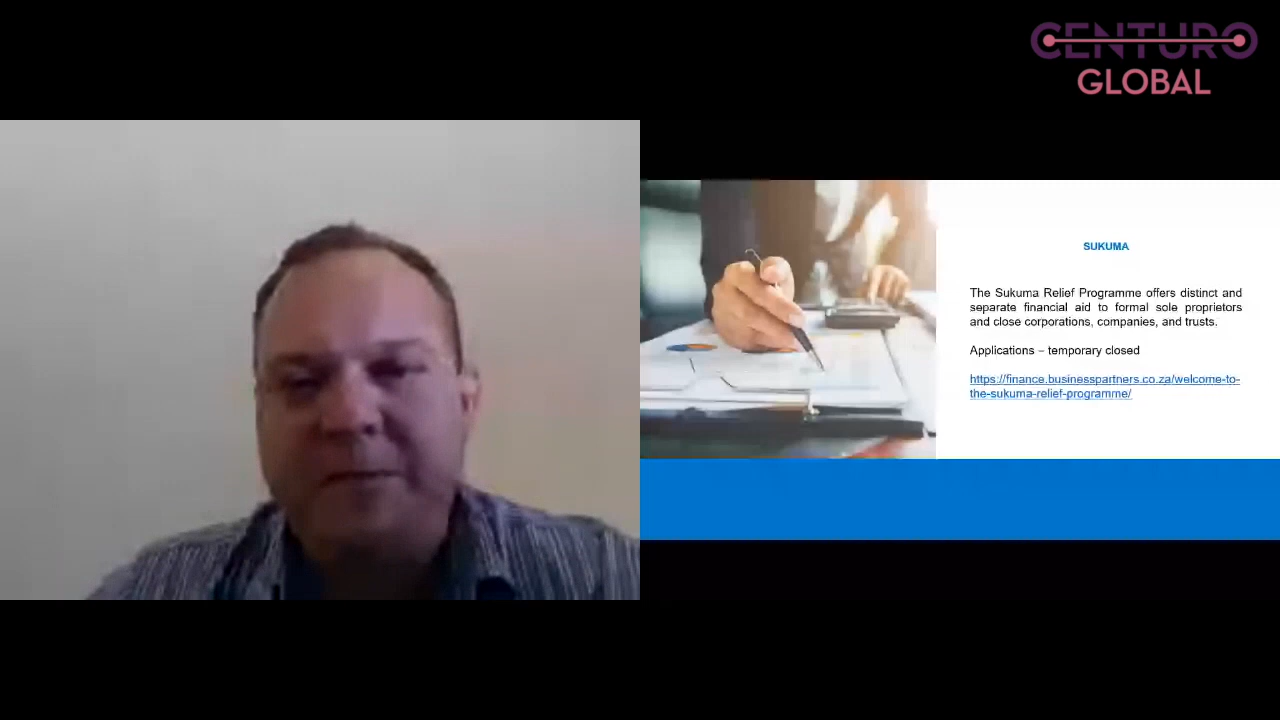 CENTURO
GLOBAL
SUKUMA
The Sukuma Relief Programme offers distinct and
separate financial aid to formal sole proprietors
and close corporations, companies, and trusts.
Applications – temporary closed
https://finance.businesspartners.co.za/welcome-to-
the-sukuma-relief-programme/